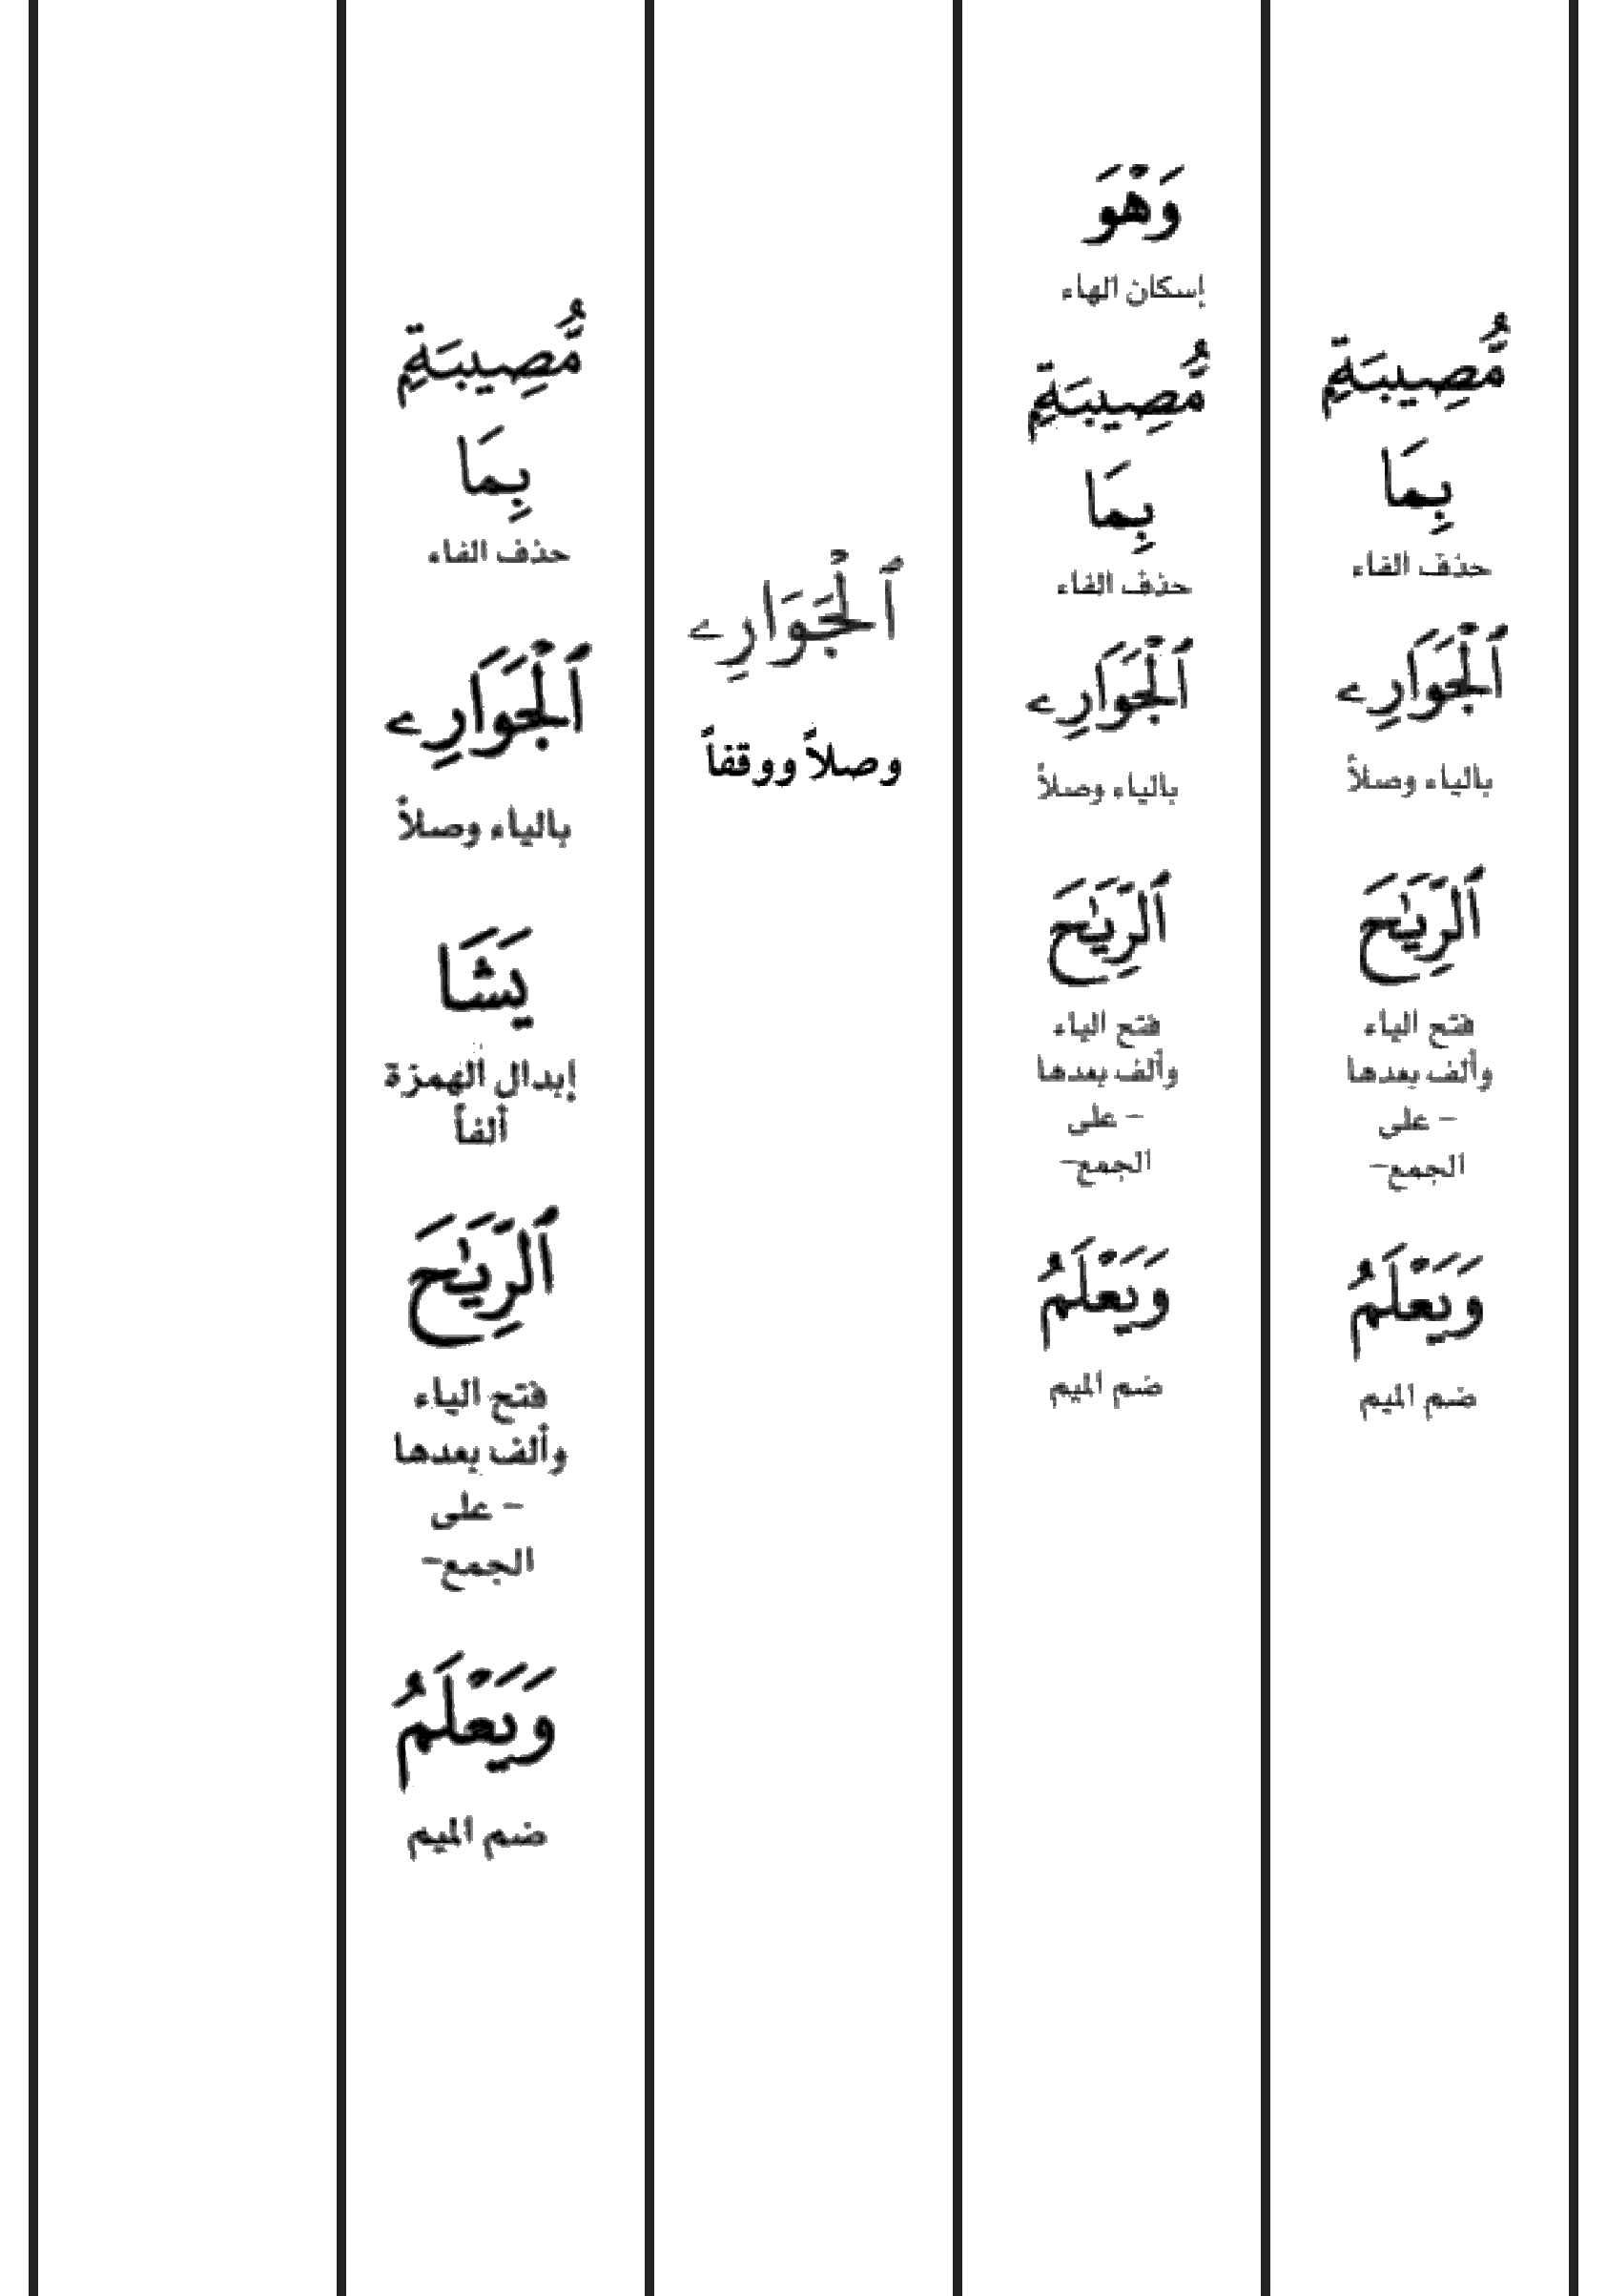 مُّصِيبَةٍ
بِمَا
حذف الفاء
ٱلْجَوَارِے
بالياء وصلاً
ٱلرِّيَٰحَ
فتح الياء
وألف بعدها
- على
الجمع-
وَيَعْلَمُ
ضم الميم
وَهْوَ
إسكان الهاء
مُّصِيبَةٍ
بِمَا
حذف الفاء
ٱلْجَوَارِے
بالياء وصلاً
ٱلرِّيَٰحَ
فتح الياء
وألف بعدها
- على
الجمع-
وَيَعْلَمُ
ضم الميم
ٱلْجَوَارِے
وصلاً ووقفاً
مُّصِيبَةٍ
بِمَا
حذف الفاء
ٱلْجَوَارِے
بالياء وصلاً
يَشَا
إبدال الهمزة
ألفاً
ٱلرِّيَٰحَ
فتح الياء
وألف بعدها
- على
الجمع-
وَيَعْلَمُ
ضم الميم